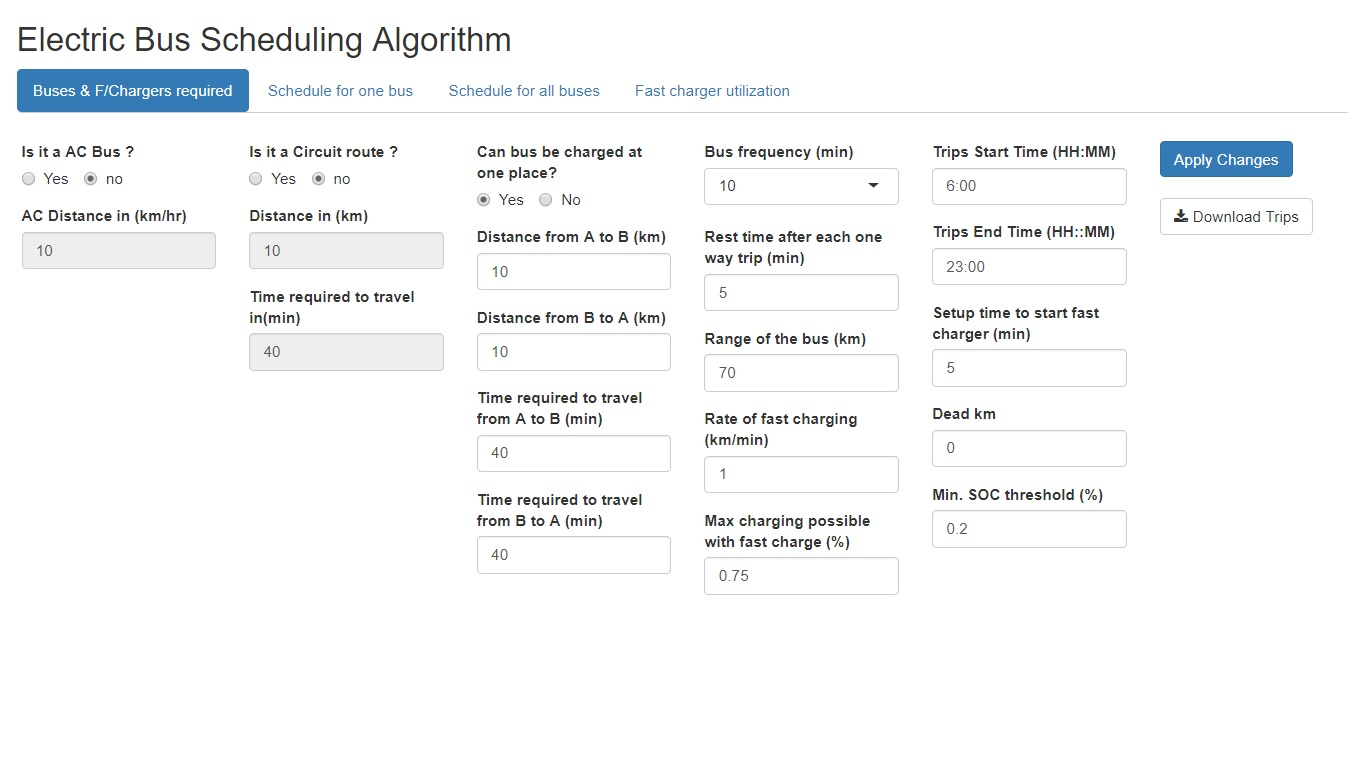 Electric Bus Scheduling Algorithm
Buses & F/Chargers required
Schedule for one bus
Schedule for all buses
Fast charger utilization
Is it a AC Bus ?
Yes
no
AC Distance in (km/hr)
10
Is it a Circuit route ?
Yes
no
Distance in (km)
10
Time required to travel
in(min)
40
Can bus be charged at
one place?
Yes
No
Distance from A to B (km)
10
Distance from B to A (km)
10
Time required to travel
from A to B (min)
40
Time required to travel
from B to A (min)
40
Bus frequency (min)
10
Rest time after each one
way trip (min)
5
Range of the bus (km)
70
Rate of fast charging
(km/min)
1
Max charging possible
with fast charge (%)
0.75
Trips Start Time (HH:MM)
6:00
Trips End Time (HH::MM)
23:00
Setup time to start fast
charger (min)
5
Dead km
0
Min. SOC threshold (%)
0.2
Apply Changes
Download Trips